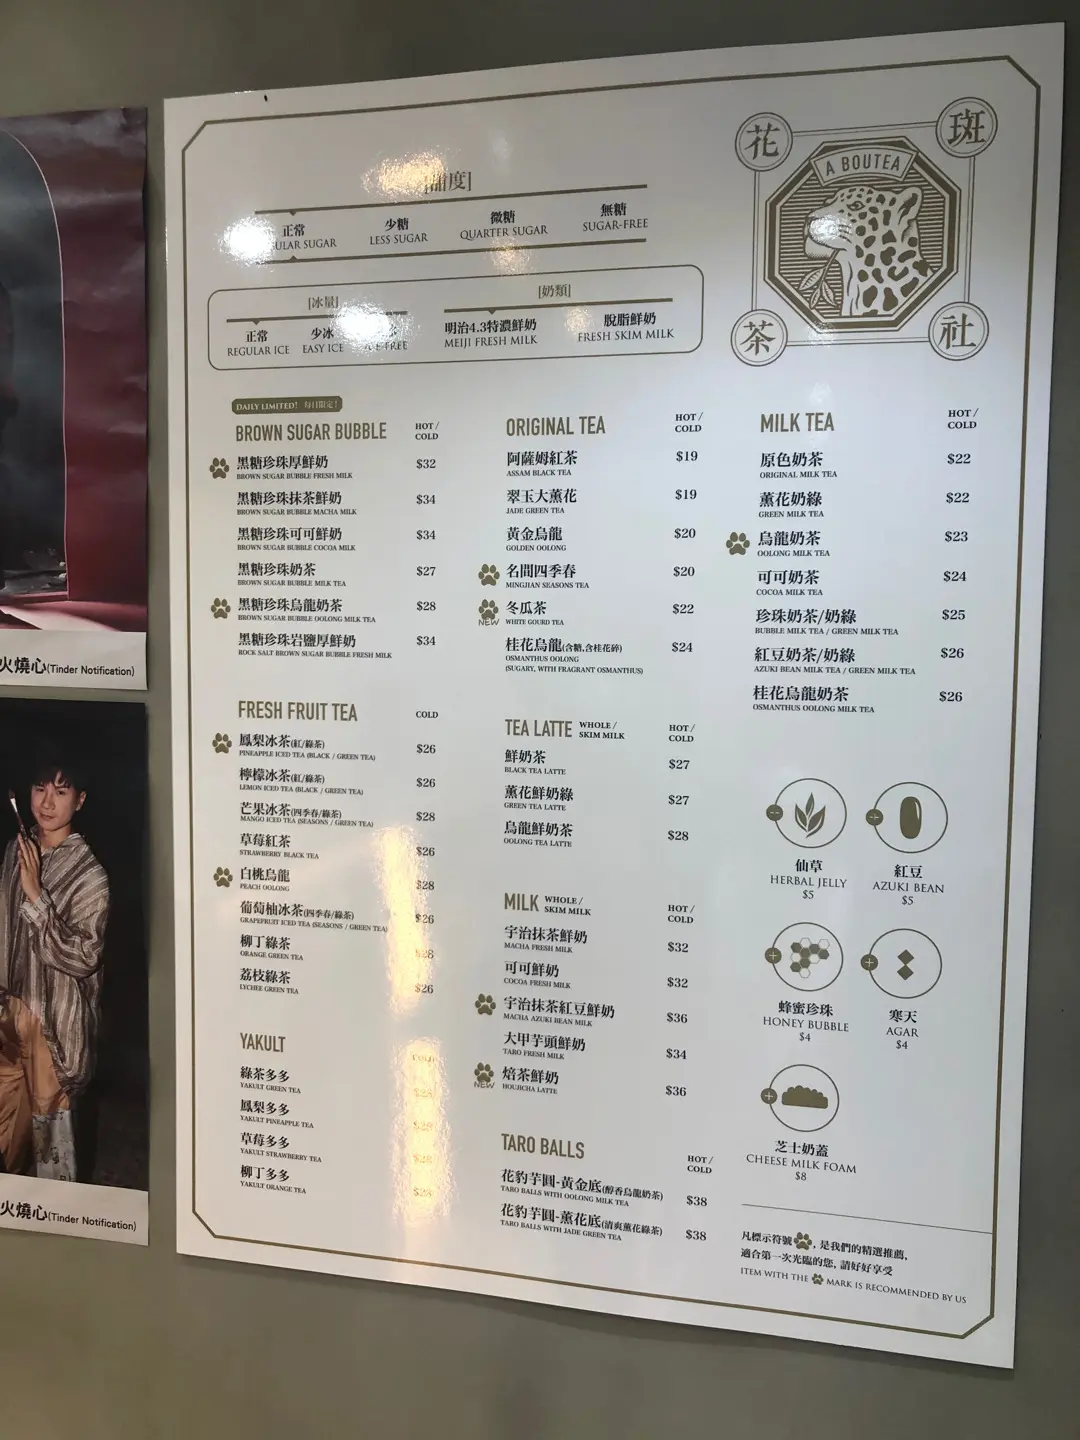 花
斑
A BOUTEA
茶
社
[甜度]
正常
少糖
微糖
無糖
LESS SUGAR
QUARTER SUGAR
SUGAR-FREE
[冰量]
正常
少冰
REGULAR ICE
EASY ICE
[奶類]
明治4.3特濃鮮奶
脫脂鮮奶
MEIJI FRESH MILK
FRESH SKIM MILK
DAILY LIMITED! 每日限定!
BROWN SUGAR BUBBLE
HOT /
COLD
黑糖珍珠厚鮮奶 $32
BROWN SUGAR BUBBLE FRESH MILK
黑糖珍珠抹茶鮮奶 $34
BROWN SUGAR BUBBLE MACHA MILK
黑糖珍珠可可鮮奶 $34
BROWN SUGAR BUBBLE COCOA MILK
黑糖珍珠奶茶 $27
BROWN SUGAR BUBBLE MILK TEA
黑糖珍珠烏龍奶茶 $28
BROWN SUGAR BUBBLE OOLONG MILK TEA
黑糖珍珠岩鹽厚鮮奶 $34
ROCK SALT BROWN SUGAR BUBBLE FRESH MILK
FRESH FRUIT TEA
COLD
鳳梨冰茶(紅/綠茶) $26
PINEAPPLE ICED TEA (BLACK / GREEN TEA)
檸檬冰茶(紅/綠茶) $26
LEMON ICED TEA (BLACK / GREEN TEA)
芒果冰茶(四季春/綠茶) $28
MANGO ICED TEA (SEASONS / GREEN TEA)
草莓紅茶 $26
STRAWBERRY BLACK TEA
白桃烏龍 $28
PEACH OOLONG
葡萄柚冰茶(四季春/綠茶) $26
GRAPEFRUIT ICED TEA (SEASONS / GREEN TEA)
柳丁綠茶 $28
ORANGE GREEN TEA
荔枝綠茶 $26
LYCHEE GREEN TEA
YAKULT
COLD
綠茶多多 $28
YAKULT GREEN TEA
鳳梨多多 $28
YAKULT PINEAPPLE TEA
草莓多多 $28
YAKULT STRAWBERRY TEA
柳丁多多 $28
YAKULT ORANGE TEA
ORIGINAL TEA
HOT /
COLD
阿薩姆紅茶 $19
ASSAM BLACK TEA
翠玉大薰花 $19
JADE GREEN TEA
黃金烏龍 $20
GOLDEN OOLONG
名間四季春 $20
MINGJIAN SEASONS TEA
冬瓜茶 $22
NEW WHITE GOURD TEA
桂花烏龍(含糖,含桂花碎) $24
OSMANTHUS OOLONG
(SUGARY, WITH FRAGRANT OSMANTHUS)
TEA LATTE WHOLE /
SKIM MILK
HOT /
COLD
鮮奶茶 $27
BLACK TEA LATTE
薰花鮮奶綠 $27
GREEN TEA LATTE
烏龍鮮奶茶 $28
OOLONG TEA LATTE
MILK WHOLE /
SKIM MILK
HOT /
COLD
宇治抹茶鮮奶 $32
MACHA FRESH MILK
可可鮮奶 $32
COCOA FRESH MILK
宇治抹茶紅豆鮮奶 $36
MACHA AZUKI BEAN MILK
大甲芋頭鮮奶 $34
TARO FRESH MILK
焙茶鮮奶 $36
NEW HOUJICHA LATTE
TARO BALLS
HOT /
COLD
花豹芋圓-黃金底(醇香烏龍奶茶) $38
TARO BALLS WITH OOLONG MILK TEA
花豹芋圓-薰花底(清爽薰花綠茶) $38
TARO BALLS WITH JADE GREEN TEA
MILK TEA
HOT /
COLD
原色奶茶 $22
ORIGINAL MILK TEA
薰花奶綠 $22
GREEN MILK TEA
烏龍奶茶 $23
OOLONG MILK TEA
可可奶茶 $24
COCOA MILK TEA
珍珠奶茶/奶綠 $25
BUBBLE MILK TEA / GREEN MILK TEA
紅豆奶茶/奶綠 $26
AZUKI BEAN MILK TEA / GREEN MILK TEA
桂花烏龍奶茶 $26
OSMANTHUS OOLONG MILK TEA
仙草
HERBAL JELLY
$5
紅豆
AZUKI BEAN
$5
蜂蜜珍珠
HONEY BUBBLE
$4
寒天
AGAR
$4
芝士奶蓋
CHEESE MILK FOAM
$8
凡標示符號 , 是我們的精選推薦,
適合第一次光臨的您, 請好好享受
ITEM WITH THE MARK IS RECOMMENDED BY US
火燒心(Tinder Notification)
火燒心(Tinder Notification)